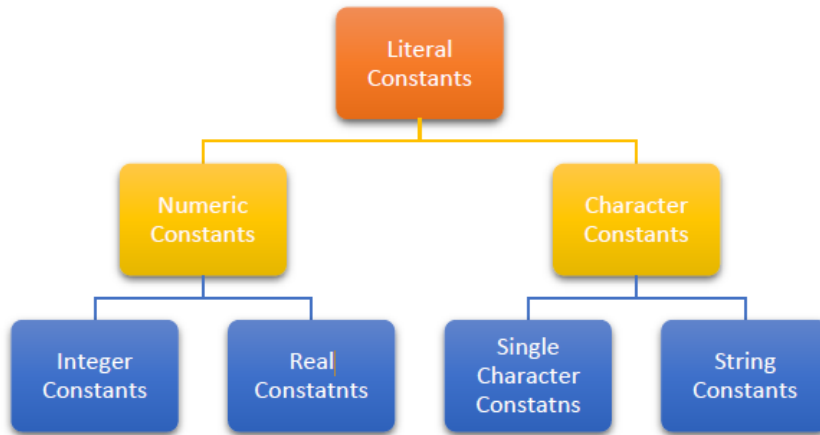 Literal
Constants
Numeric
Constants
Character
Constants
Integer
Constants
Real
Constatnts
Single
Character
Constatns
String
Constants